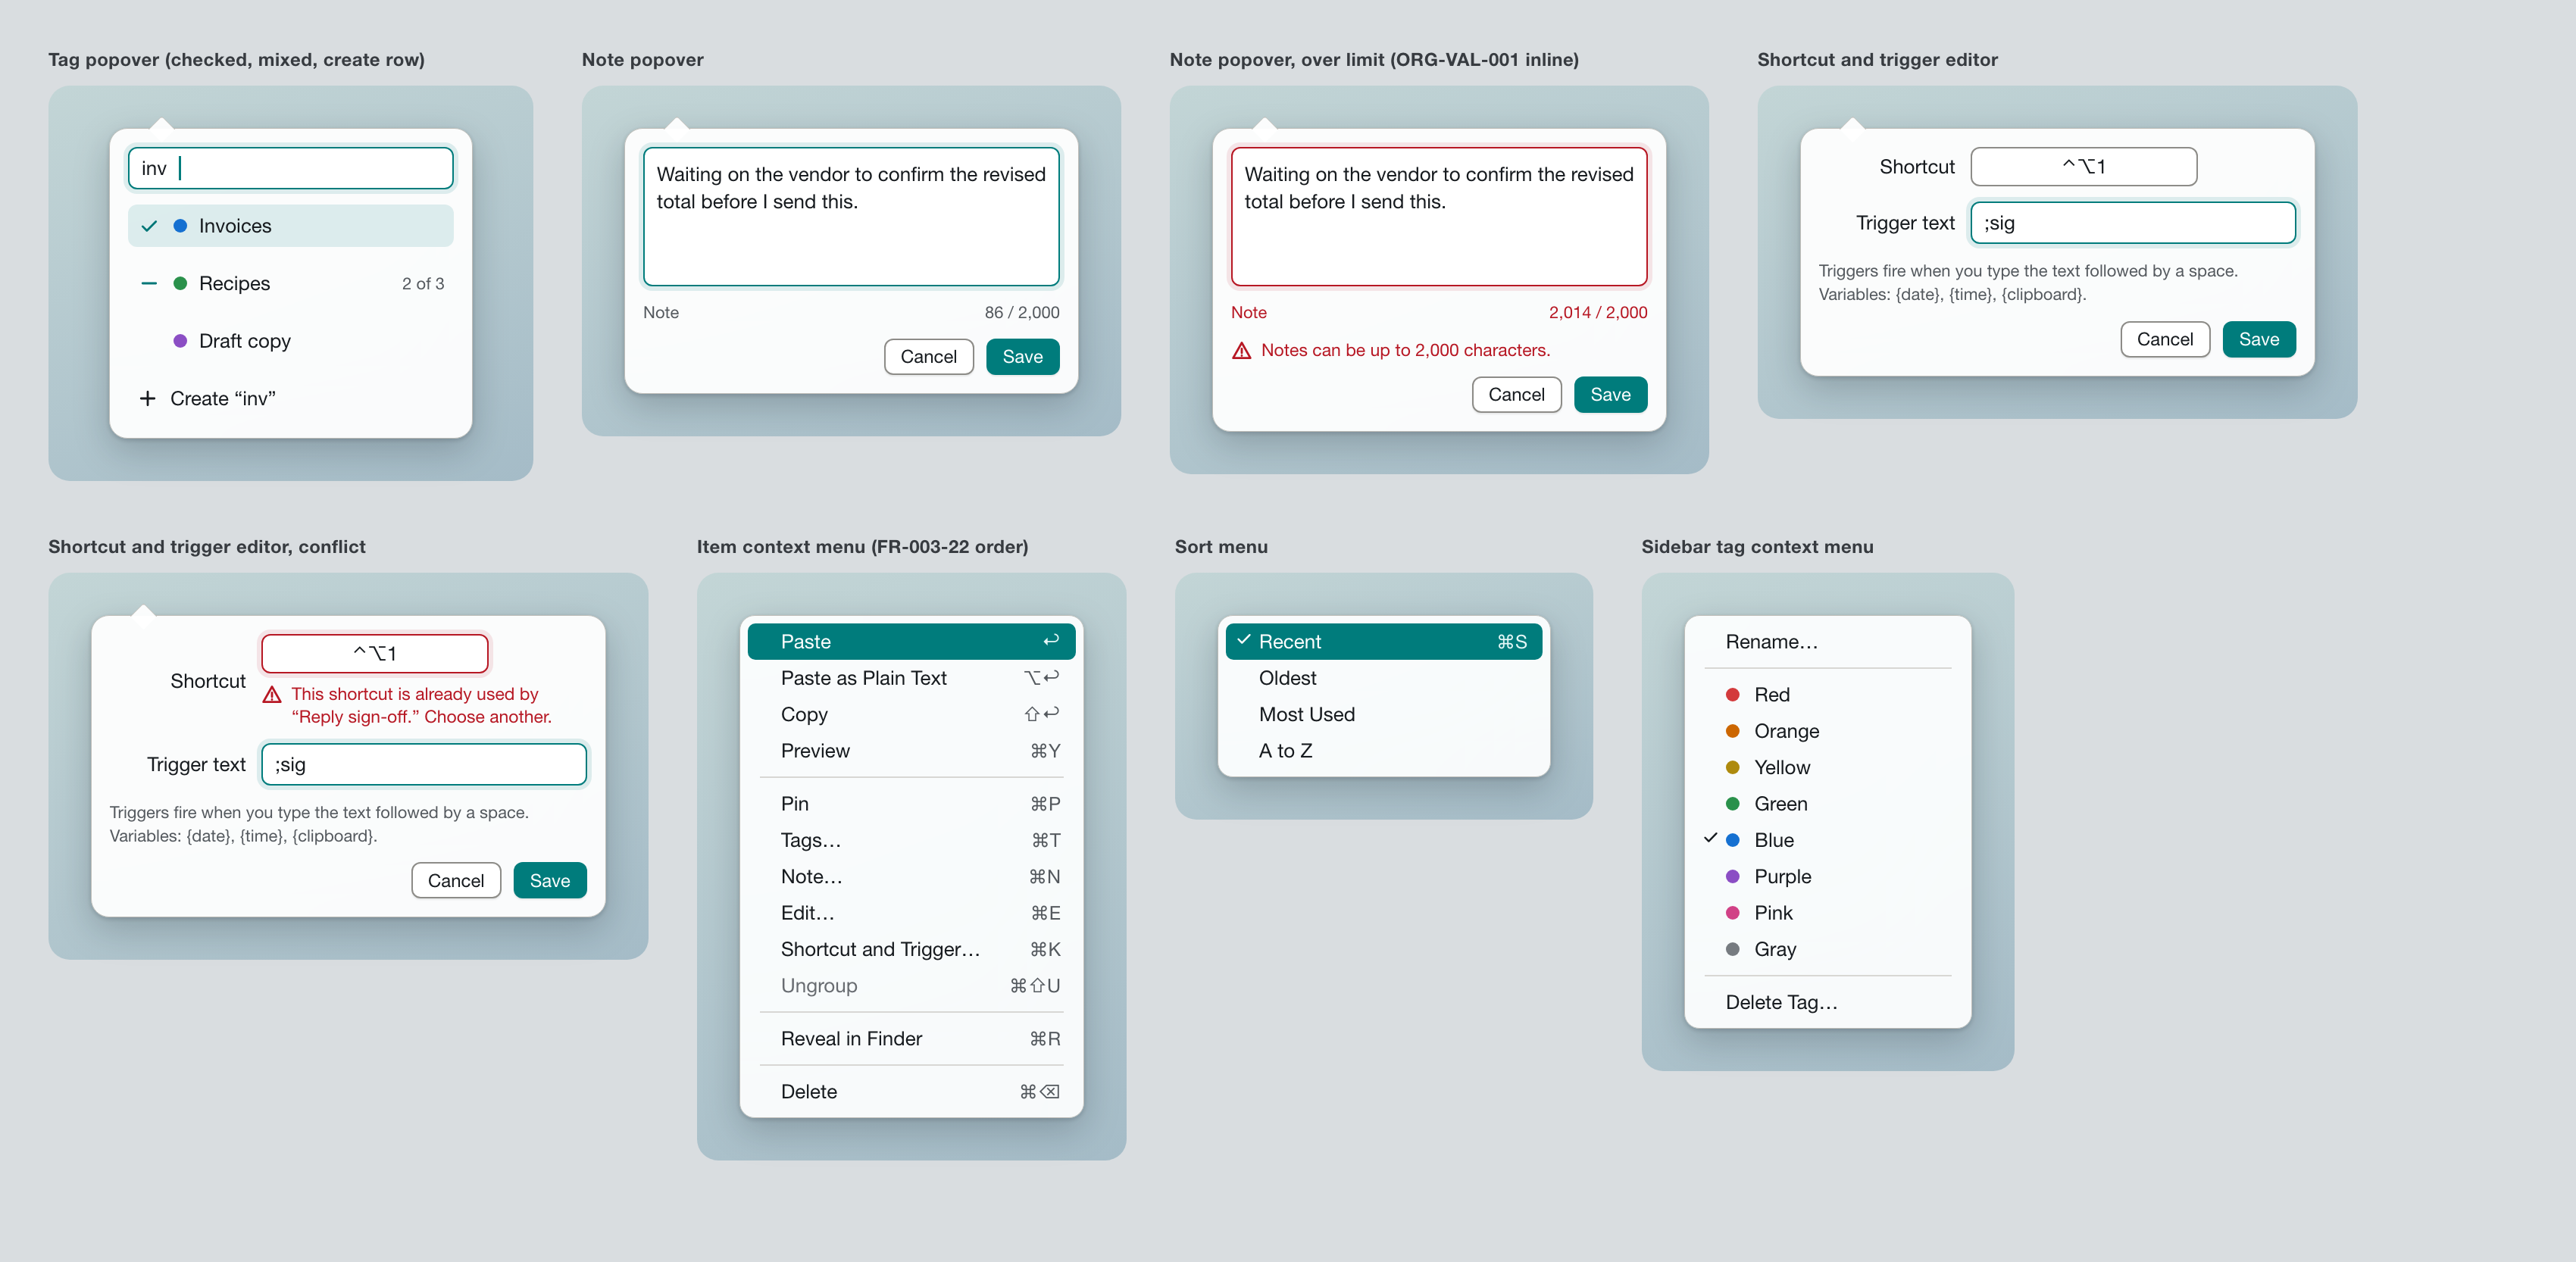 Tag popover (checked, mixed, create row)
inv
Invoices
Recipes 2 of 3
Draft copy
Create “inv”
Note popover
Waiting on the vendor to confirm the revised
total before I send this.
Note 86 / 2,000
Cancel Save
Note popover, over limit (ORG-VAL-001 inline)
Waiting on the vendor to confirm the revised
total before I send this.
Note 2,014 / 2,000
Notes can be up to 2,000 characters.
Cancel Save
Shortcut and trigger editor
Shortcut ⌃⌥1
Trigger text ;sig
Triggers fire when you type the text followed by a space.
Variables: {date}, {time}, {clipboard}.
Cancel Save
Shortcut and trigger editor, conflict
⌃⌥1
Shortcut
This shortcut is already used by
“Reply sign-off.” Choose another.
Trigger text ;sig
Triggers fire when you type the text followed by a space.
Variables: {date}, {time}, {clipboard}.
Cancel Save
Item context menu (FR-003-22 order)
Paste ↩
Paste as Plain Text ⌥↩
Copy ⇧↩
Preview ⌘Y
Pin ⌘P
Tags… ⌘T
Note… ⌘N
Edit… ⌘E
Shortcut and Trigger… ⌘K
Ungroup ⌘⇧U
Reveal in Finder ⌘R
Delete ⌘⌫
Sort menu
Recent ⌘S
Oldest
Most Used
A to Z
Sidebar tag context menu
Rename…
Red
Orange
Yellow
Green
Blue
Purple
Pink
Gray
Delete Tag…